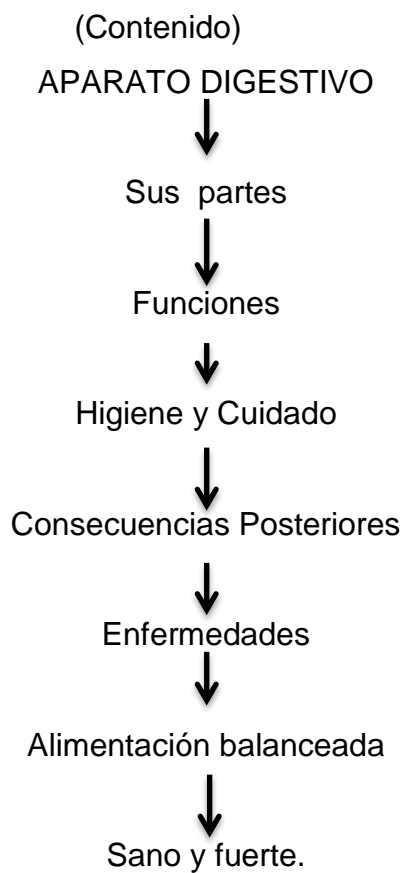 (Contenido)
APARATO DIGESTIVO
Sus partes
Funciones
Higiene y Cuidado
Consecuencias Posteriores
Enfermedades
Alimentación balanceada
Sano y fuerte.